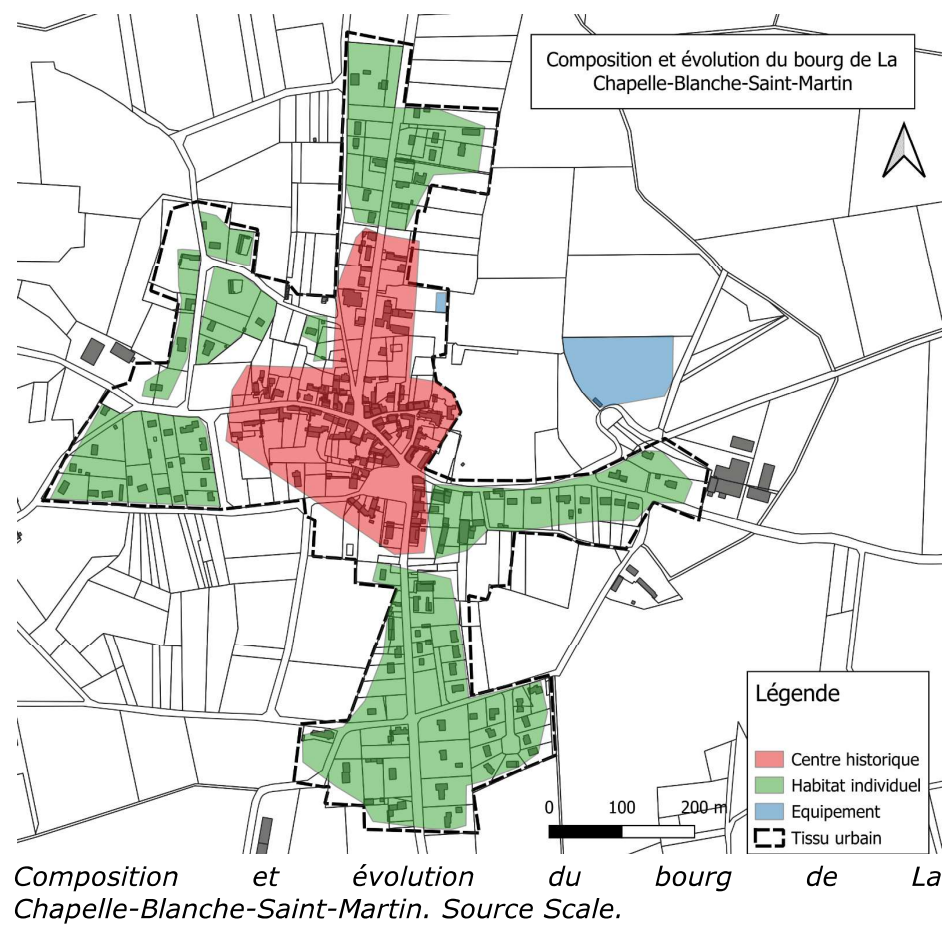 Composition et évolution du bourg de La
Chapelle-Blanche-Saint-Martin
Légende
Centre historique
Habitat individuel
Equipement
Tissu urbain
0 100 200 m
Composition et évolution du bourg de La
Chapelle-Blanche-Saint-Martin. Source Scale.